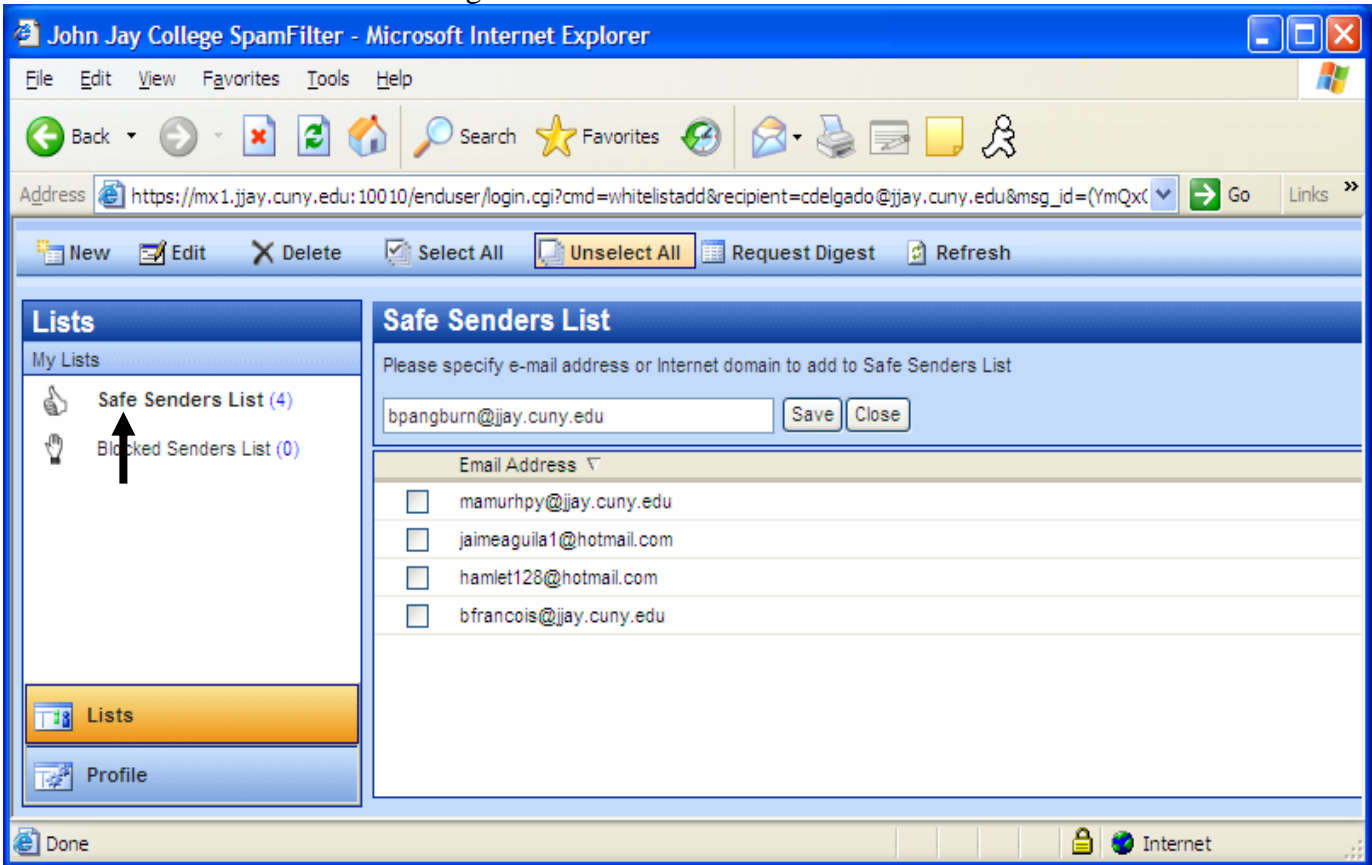 John Jay College SpamFilter - Microsoft Internet Explorer
File Edit View Favorites Tools Help
Back Search Favorites
Address https://mx1.jjay.cuny.edu:10010/enduser/login.cgi?cmd=whitelistadd&recipient=cdelgado@jjay.cuny.edu&msg_id=(YmQx( Go Links »
New Edit Delete Select All Unselect All Request Digest Refresh
Lists
My Lists
Safe Senders List (4)
Blocked Senders List (0)
Lists
Profile
Safe Senders List
Please specify e-mail address or Internet domain to add to Safe Senders List
bpangburn@jjay.cuny.edu Save Close
Email Address
mamurhpy@jjay.cuny.edu
jaimeaguila1@hotmail.com
hamlet128@hotmail.com
bfrancois@jjay.cuny.edu
Done Internet